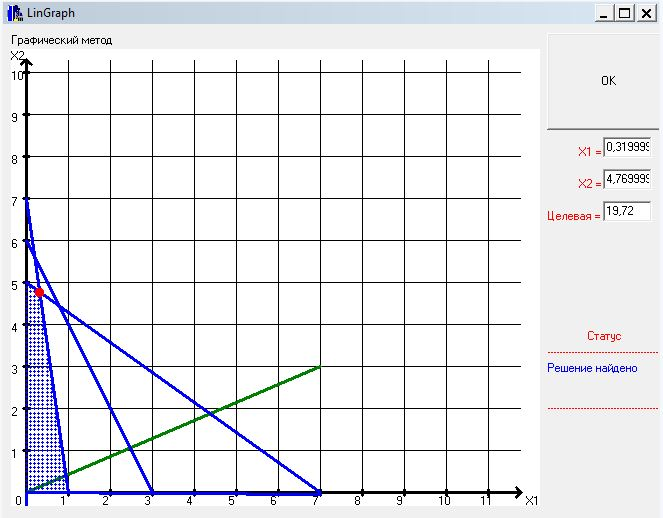 LinGraph
Графический метод
X2
10
9
8
7
6
5
4
3
2
1
0 1 2 3 4 5 6 7 8 9 10 11 X1
OK
X1 = 0,319999
X2 = 4,769999
Целевая = 19,72
Статус
Решение найдено